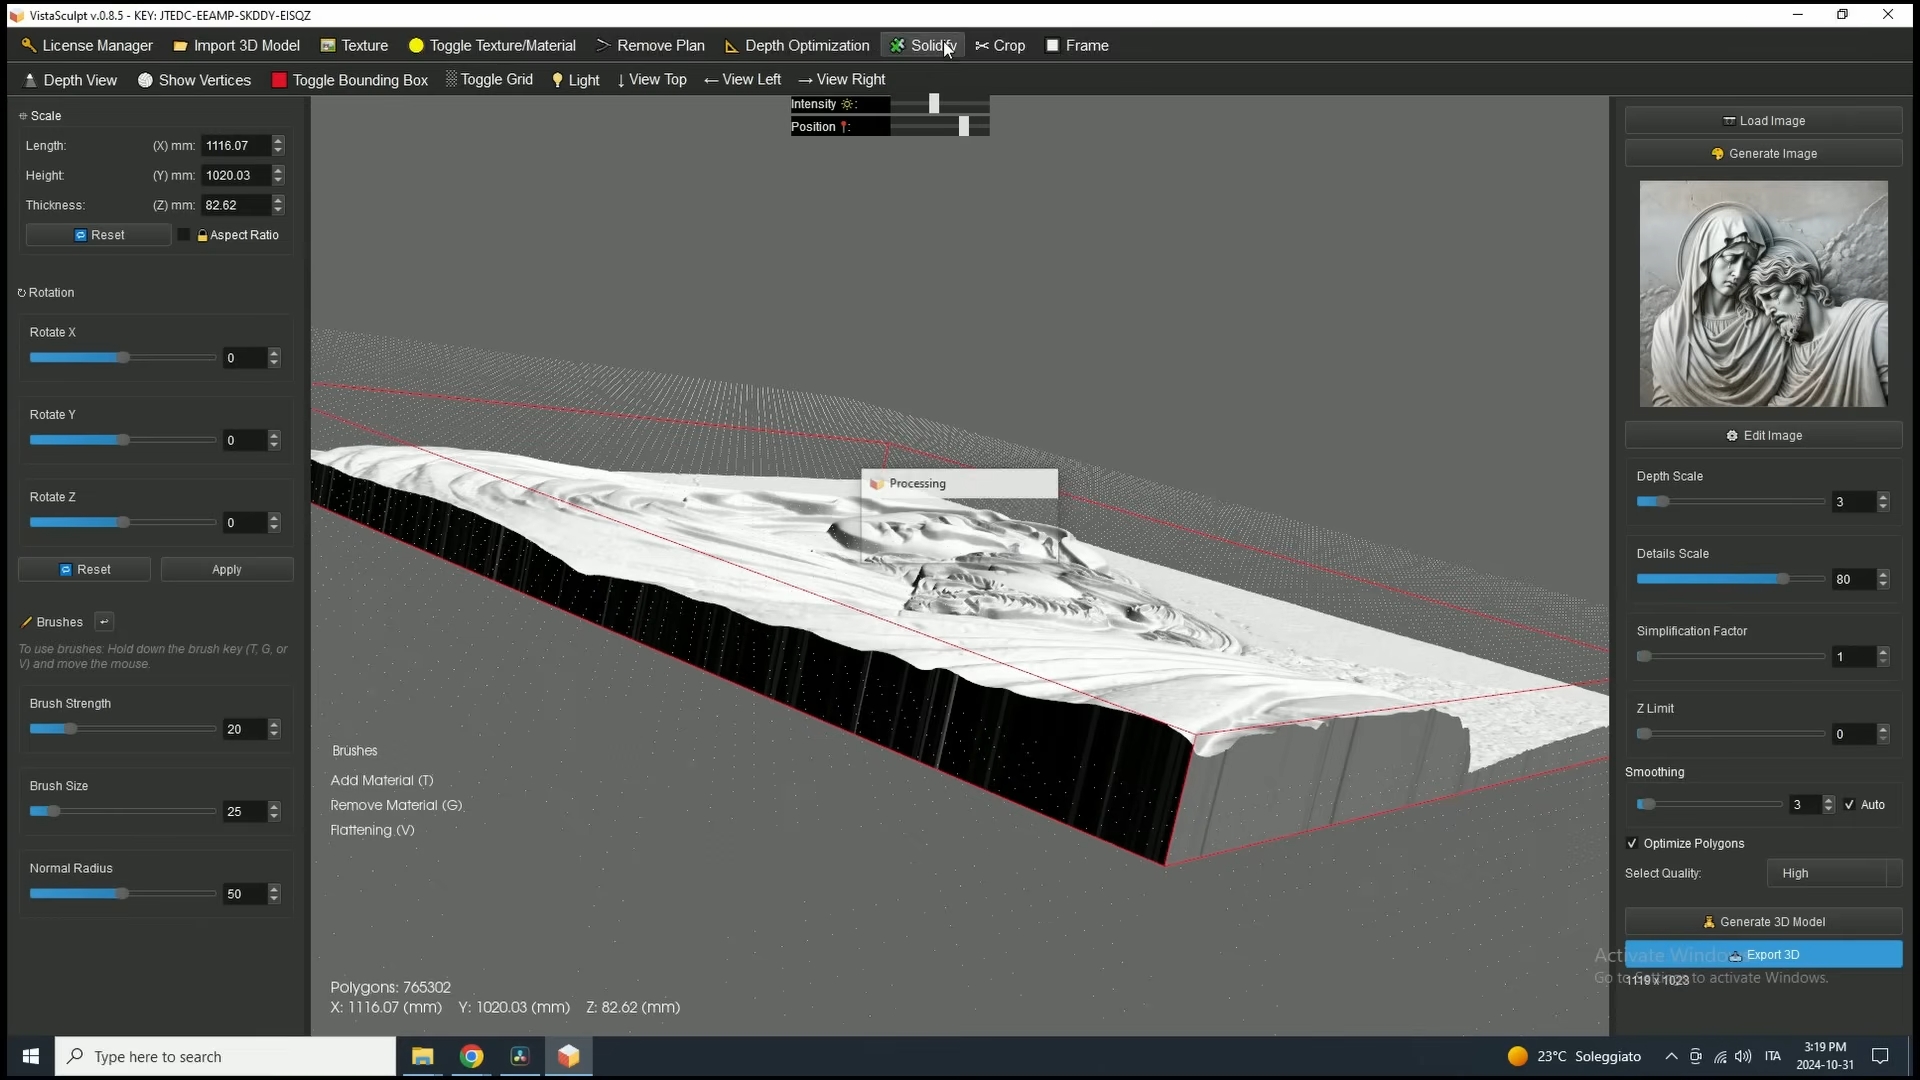 VistaSculpt v.0.8.5 - KEY: JTEDC-EEAMP-SKDDY-EISQZ
License Manager Import 3D Model Texture Toggle Texture/Material Remove Plan Depth Optimization Solidify Crop Frame
Depth View Show Vertices Toggle Bounding Box Toggle Grid Light ↓ View Top ← View Left → View Right
Intensity :
Position :
Scale
Length: (X) mm: 1116.07
Height: (Y) mm: 1020.03
Thickness: (Z) mm: 82.62
Reset Aspect Ratio
Rotation
Rotate X
0
Rotate Y
0
Rotate Z
0
Reset Apply
Brushes
To use brushes: Hold down the brush key (T, G, or
V) and move the mouse.
Brush Strength
20
Brush Size
25
Normal Radius
50
Processing
Brushes
Add Material (T)
Remove Material (G)
Flattening (V)
Polygons: 765302
X: 1116.07 (mm) Y: 1020.03 (mm) Z: 82.62 (mm)
Load Image
Generate Image
Edit Image
Depth Scale
3
Details Scale
80
Simplification Factor
1
Z Limit
0
Smoothing
3 Auto
Optimize Polygons
Select Quality: High
Generate 3D Model
Activate Windows
Export 3D
Go to Settings to activate Windows.
1119 x 1023
Type here to search
23°C Soleggiato ITA
3:19 PM
2024-10-31